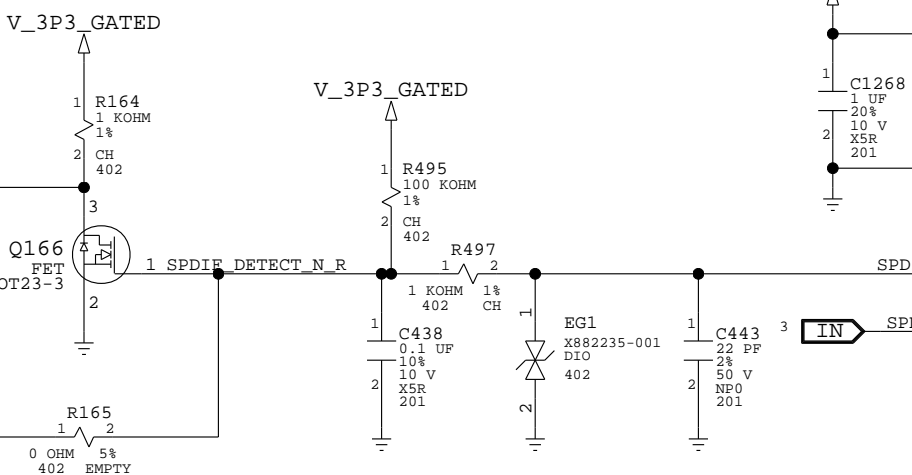 V_3P3_GATED
1 R164
1 KOHM
1%
2 CH
402
3
Q166
FET
OT23-3
1 SPDIF_DETECT_N_R
2
V_3P3_GATED
1 R495
100 KOHM
1%
2 CH
402
R497
1 2
1 KOHM 1%
402 CH
1 C438
0.1 UF
10%
10 V
2 X5R
201
1 EG1
X882235-001
DIO
402
2
1 C443
22 PF
2%
50 V
2 NP0
201
1 C1268
1 UF
20%
10 V
2 X5R
201
SPD
3 IN
R165
1 2
0 OHM 5%
402 EMPTY